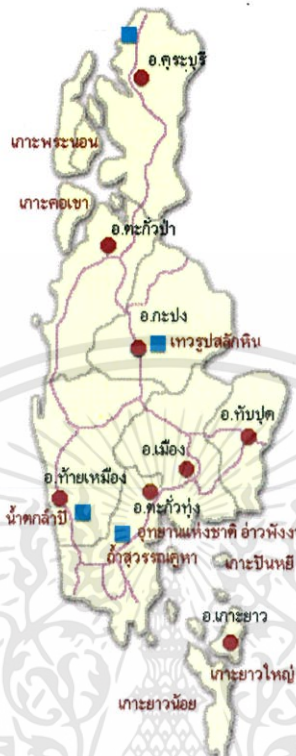 อ.คุระบุรี
เกาะพระนอน
เกาะคอเขา
อ.ตะกั่วป่า
อ.กะปง
เทวรูปสลักหิน
อ.ทับปุด
อ.เมือง
อ.ท้ายเหมือง
อ.ตะกั่วทุ่ง
น้ำตกลำปี
อุทยานแห่งชาติ อ่าวพังงา
ถ้ำสุวรรณคูหา
เกาะปันหยี
อ.เกาะยาว
เกาะยาวใหญ่
เกาะยาวน้อย